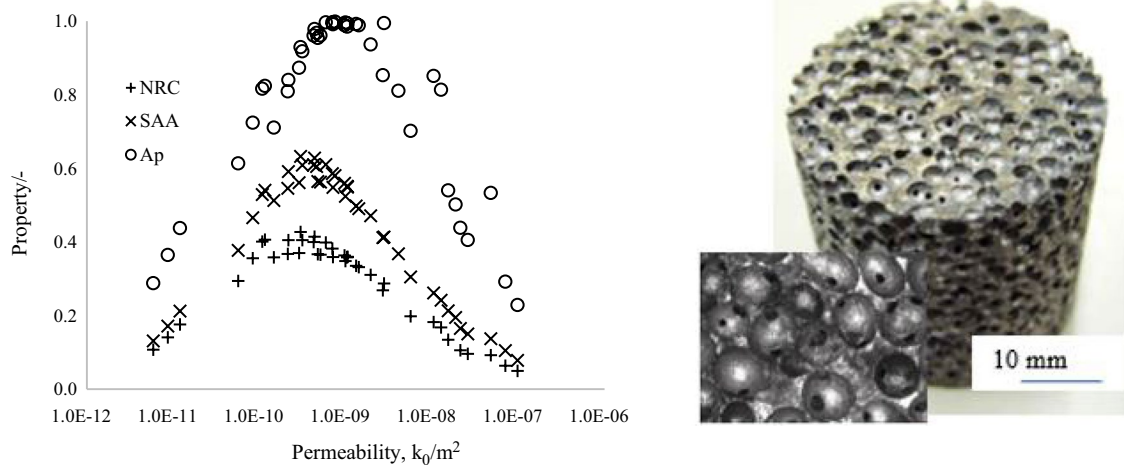 1.0
0.8
0.6
0.4
0.2
0.0
Property/-
+ NRC
× SAA
○ Ap
1.0E-12 1.0E-11 1.0E-10 1.0E-09 1.0E-08 1.0E-07 1.0E-06
Permeability, k₀/m²
10 mm